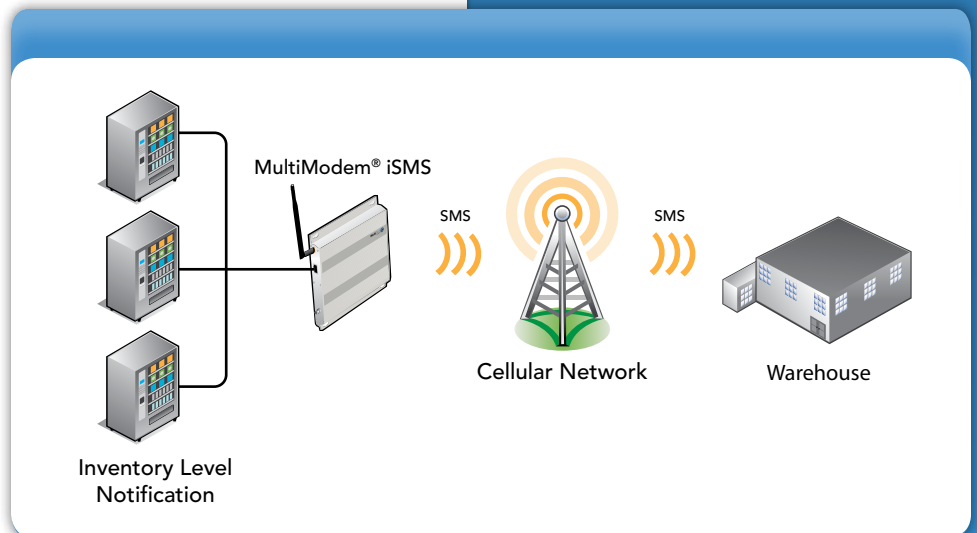 MultiModem® iSMS
SMS
SMS
Cellular Network
Warehouse
Inventory Level
Notification